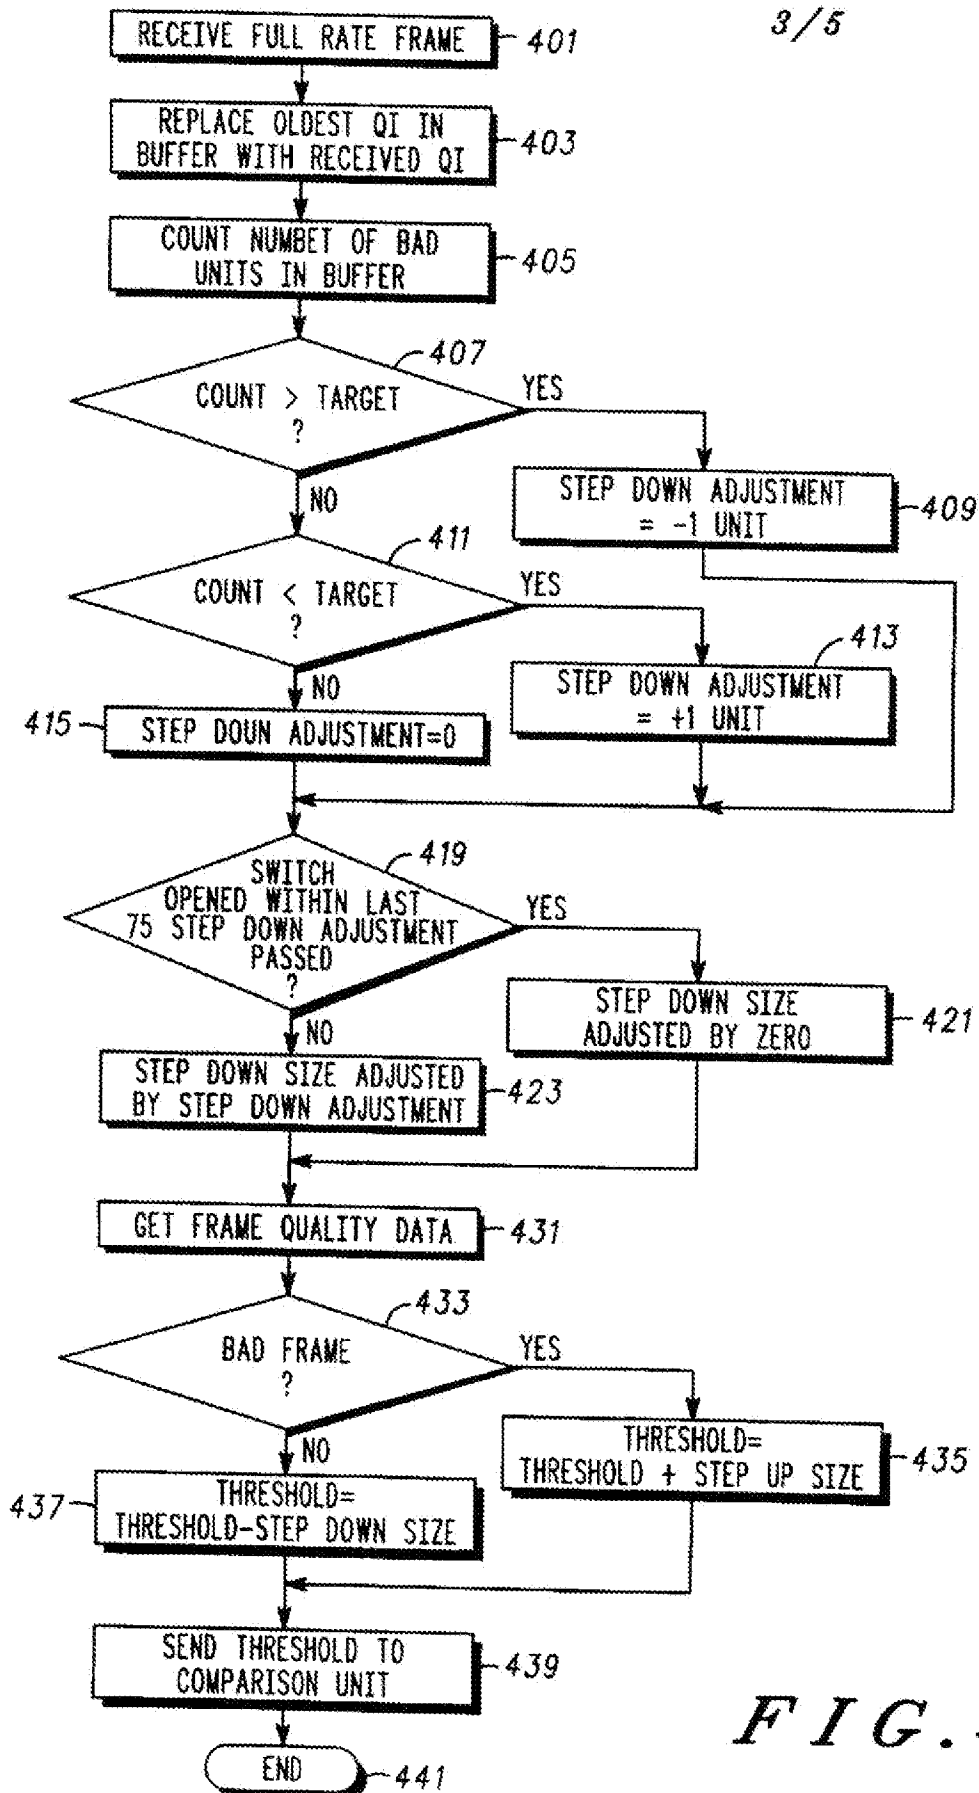 3/5
RECEIVE FULL RATE FRAME
401
REPLACE OLDEST QI IN
BUFFER WITH RECEIVED QI
403
COUNT NUMBET OF BAD
UNITS IN BUFFER
405
407
COUNT > TARGET
?
YES
NO
STEP DOWN ADJUSTMENT
= -1 UNIT
409
411
COUNT < TARGET
?
YES
NO
413
STEP DOWN ADJUSTMENT
= +1 UNIT
415
STEP DOUN ADJUSTMENT=0
419
SWITCH
OPENED WITHIN LAST
75 STEP DOWN ADJUSTMENT
PASSED
?
YES
NO
STEP DOWN SIZE
ADJUSTED BY ZERO
421
STEP DOWN SIZE ADJUSTED
BY STEP DOWN ADJUSTMENT
423
GET FRAME QUALITY DATA
431
433
BAD FRAME
?
YES
NO
THRESHOLD=
THRESHOLD + STEP UP SIZE
435
437
THRESHOLD=
THRESHOLD-STEP DOWN SIZE
SEND THRESHOLD TO
COMPARISON UNIT
439
FIG.
END
441